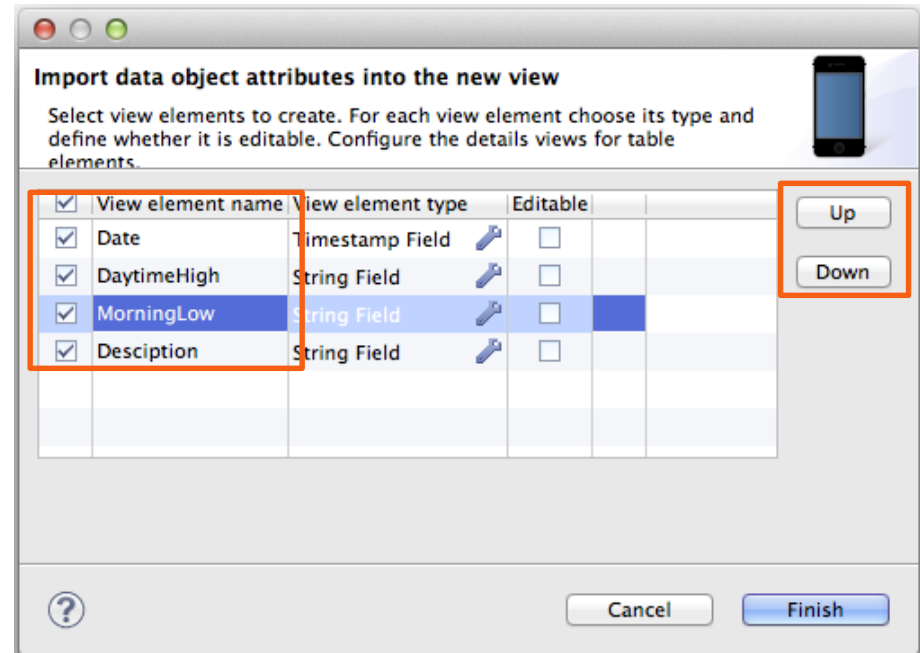 Import data object attributes into the new view
Select view elements to create. For each view element choose its type and
define whether it is editable. Configure the details views for table
elements.
View element name View element type Editable
Date Timestamp Field
DaytimeHigh String Field
MorningLow String Field
Desciption String Field
Up
Down
?
Cancel Finish